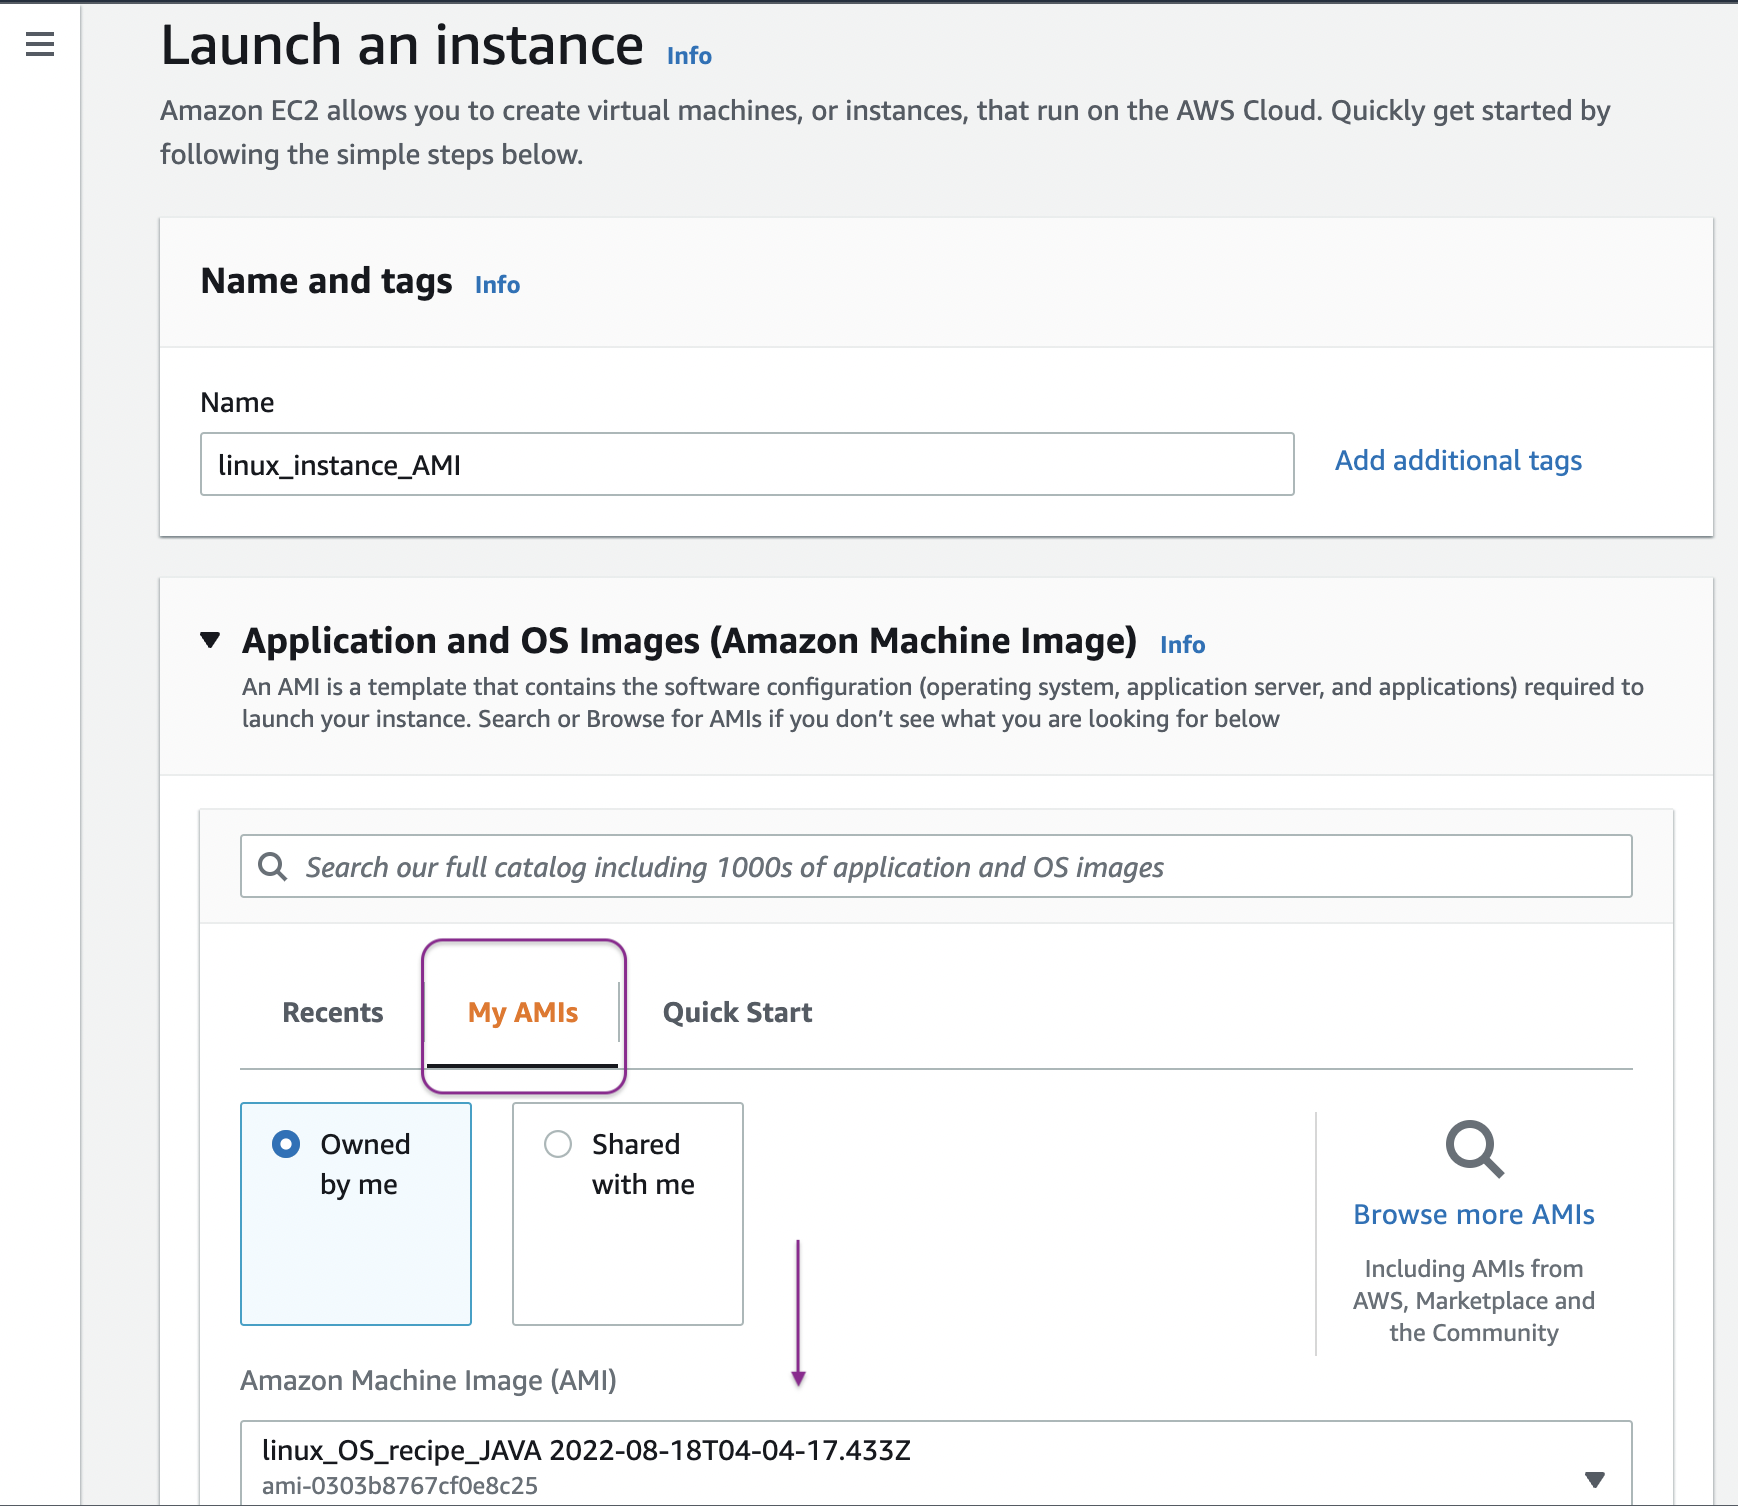 Launch an instance Info
Amazon EC2 allows you to create virtual machines, or instances, that run on the AWS Cloud. Quickly get started by
following the simple steps below.
Name and tags Info
Name
linux_instance_AMI
Add additional tags
Application and OS Images (Amazon Machine Image) Info
An AMI is a template that contains the software configuration (operating system, application server, and applications) required to
launch your instance. Search or Browse for AMIs if you don’t see what you are looking for below
Search our full catalog including 1000s of application and OS images
Recents
My AMIs
Quick Start
Owned
by me
Shared
with me
Browse more AMIs
Including AMIs from
AWS, Marketplace and
the Community
Amazon Machine Image (AMI)
linux_OS_recipe_JAVA 2022-08-18T04-04-17.433Z
ami-0303b8767cf0e8c25